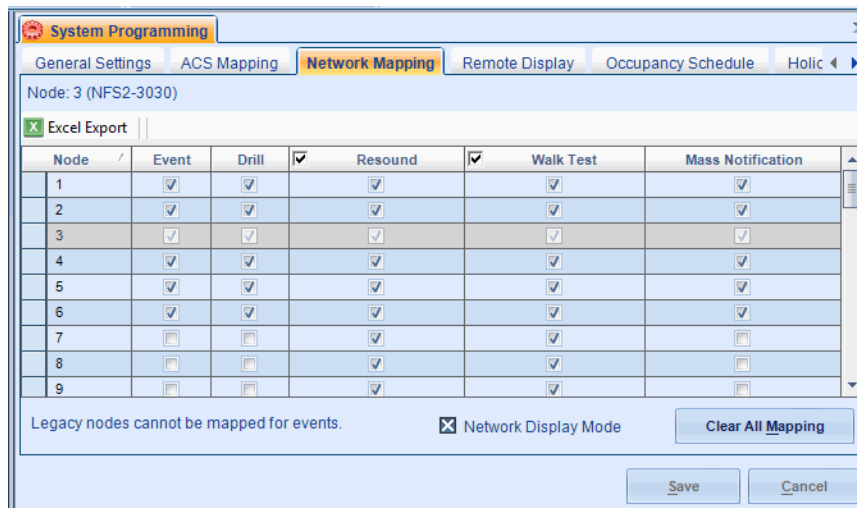 System Programming
General Settings ACS Mapping Network Mapping Remote Display Occupancy Schedule Holic
Node: 3 (NFS2-3030)
Excel Export
Node Event Drill Resound Walk Test Mass Notification
1
2
3
4
5
6
7
8
9
Legacy nodes cannot be mapped for events. Network Display Mode Clear All Mapping
Save Cancel